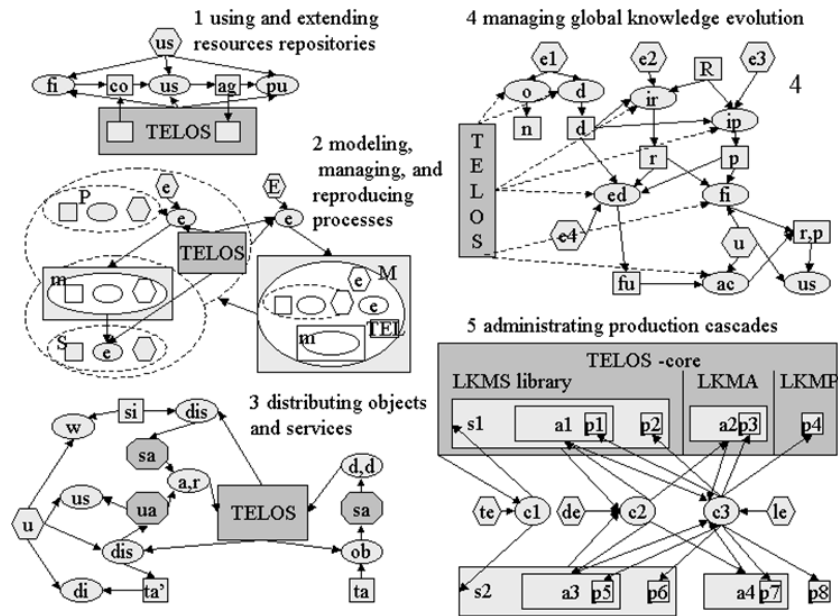 1 using and extending
resources repositories
us
fi co us ag pu
TELOS
2 modeling,
managing, and
reproducing
processes
P e E
e e
TELOS
m
S e
e M
e
TEL
m
3 distributing objects
and services
w si dis
sa
a,r
d,d
us ua TELOS sa
u
dis ob
di ta' ta
4 managing global knowledge evolution
e1 e2 R e3
4
o d ir
ip
n d
TELOS
r p
ed fi
e4 u r,p
fu ac us
5 administrating production cascades
TELOS -core
LKMS library LKMA LKMP
s1 a1 p1 p2 a2 p3 p4
te c1 de c2 c3 le
s2 a3 p5 p6 a4 p7 p8